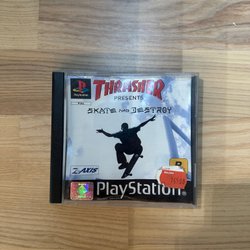 THRASHER
PRESENTS
SKATE AND DESTROY
Z-AXIS
PlayStation